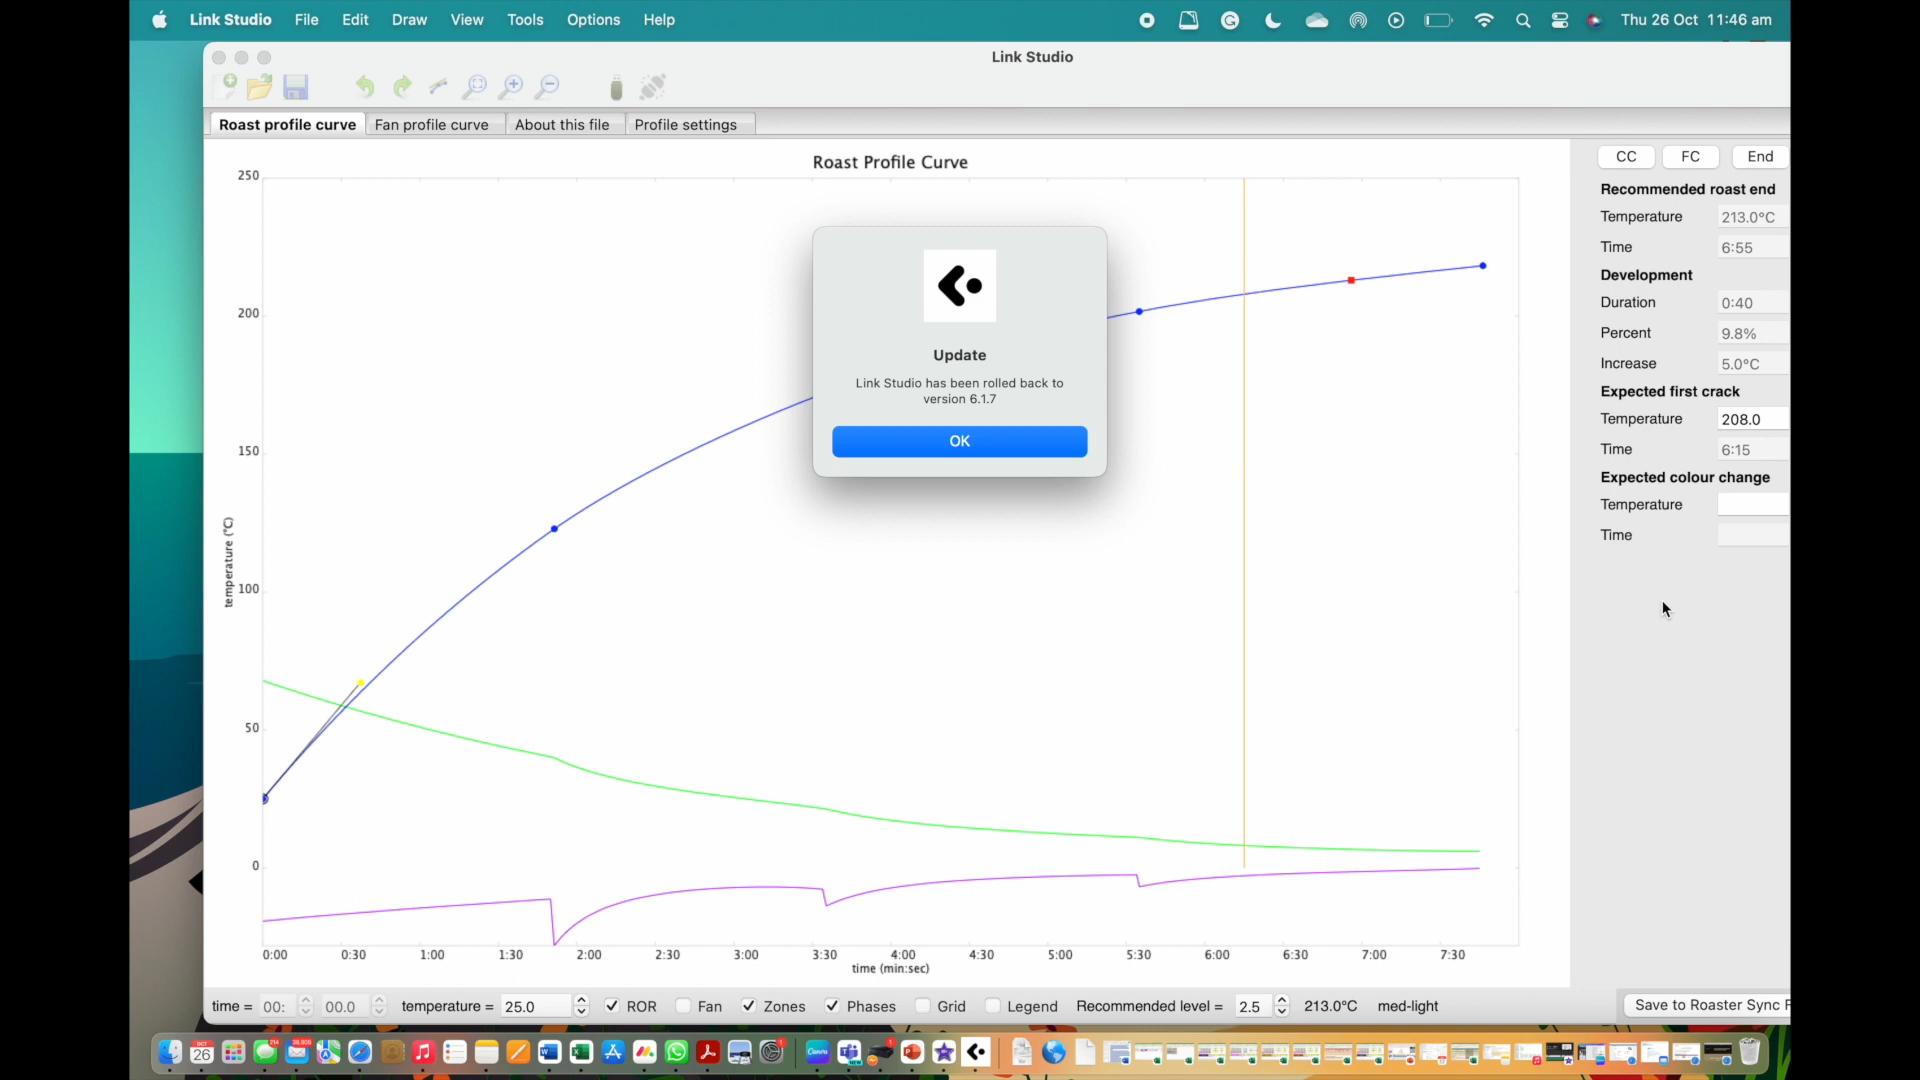 Link Studio File Edit Draw View Tools Options Help Thu 26 Oct 11:46 am
Link Studio
Roast profile curve Fan profile curve About this file Profile settings
Roast Profile Curve
CC FC End
Recommended roast end
Temperature 213.0°C
Time 6:55
Development
Duration 0:40
Percent 9.8%
Increase 5.0°C
Expected first crack
Temperature 208.0
Time 6:15
Expected colour change
Temperature
Time
Update
Link Studio has been rolled back to
version 6.1.7
OK
250
200
150
100
50
0
temperature (°C)
0:00 0:30 1:00 1:30 2:00 2:30 3:00 3:30 4:00 4:30 5:00 5:30 6:00 6:30 7:00 7:30
time (min:sec)
time = 00: 00.0 temperature = 25.0 ROR Fan Zones Phases Grid Legend Recommended level = 2.5 213.0°C med-light
Save to Roaster Sync F
OCT
26
214
Canva
1
1